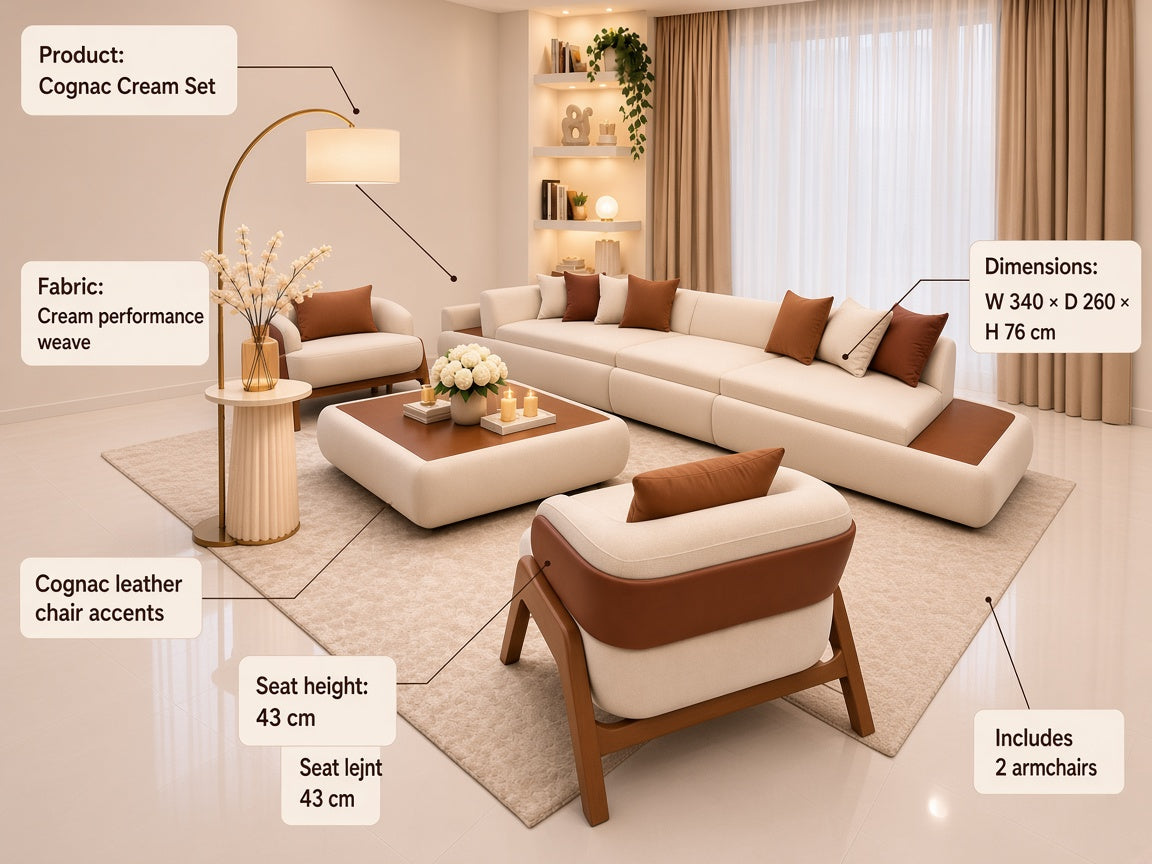 Product:
Cognac Cream Set
Fabric:
Cream performance
weave
Dimensions:
W 340 × D 260 ×
H 76 cm
Cognac leather
chair accents
Seat height:
43 cm
Seat lejnt
43 cm
Includes
2 armchairs